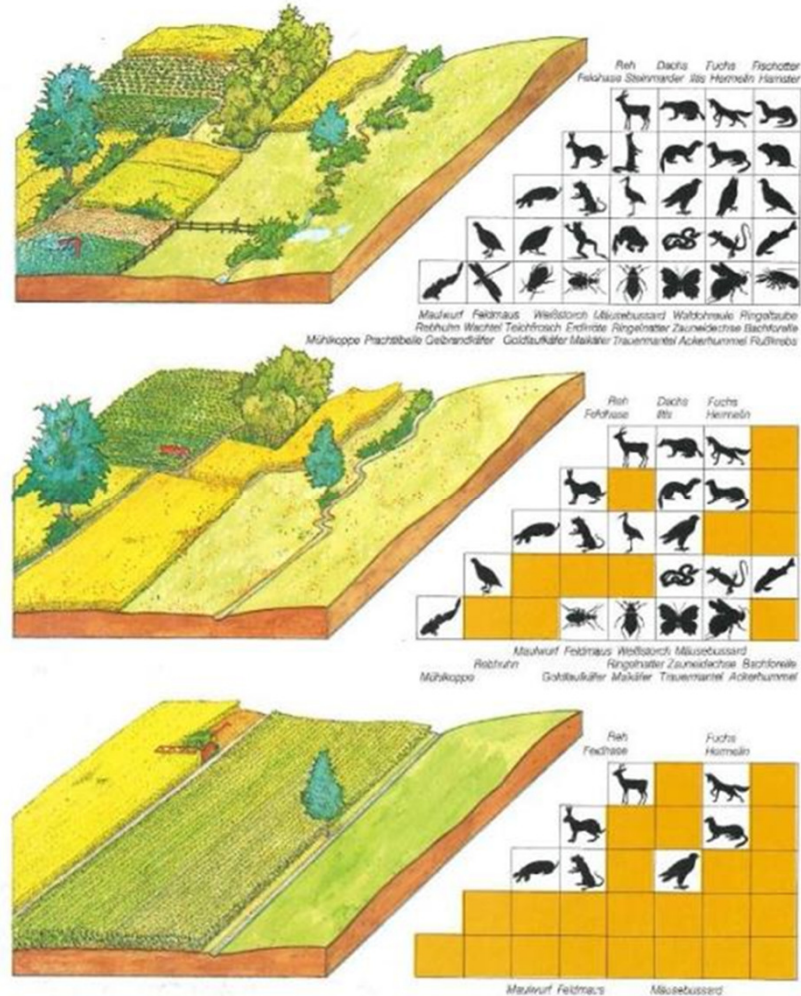 Reh Dachs Fuchs Fischotter
Feldhase Steinmarder Iltis Hermelin Hamster
Maulwurf Feldmaus Weißstorch Mäusebussard Waldohreule Ringeltaube
Rebhuhn Wachtel Teichfrosch Erdkröte Ringelnatter Zauneidechse Bachforelle
Mühlkoppe Prachtlibelle Gelbrandkäfer Goldlaufkäfer Maikäfer Trauermantel Ackerhummel Flußkrebs
Reh Dachs Fuchs
Feldhase Iltis Hermelin
Maulwurf Feldmaus Weißstorch Mäusebussard
Rebhuhn Ringelnatter Zauneidechse Bachforelle
Mühlkoppe Goldlaufkäfer Maikäfer Trauermantel Ackerhummel
Reh Fuchs
Feldhase Hermelin
Maulwurf Feldmaus Mäusebussard